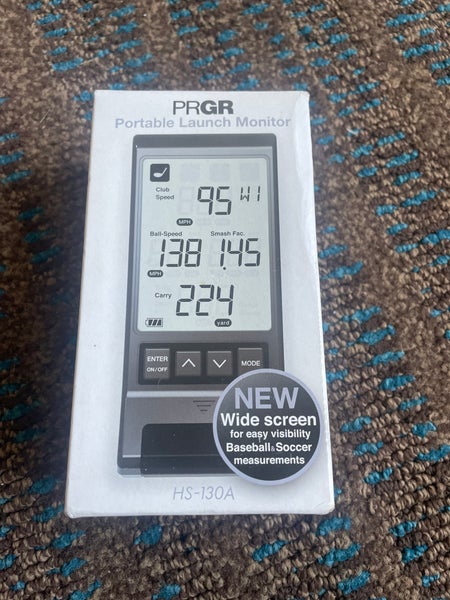 PRGR
Portable Launch Monitor
Club
Speed
95 W1
MPH
Ball-Speed Smash Fac.
138 1.45
MPH
Carry 224
yard
ENTER
ON/OFF
MODE
NEW
Wide screen
for easy visibility
Baseball&Soccer
measurements
HS-130A